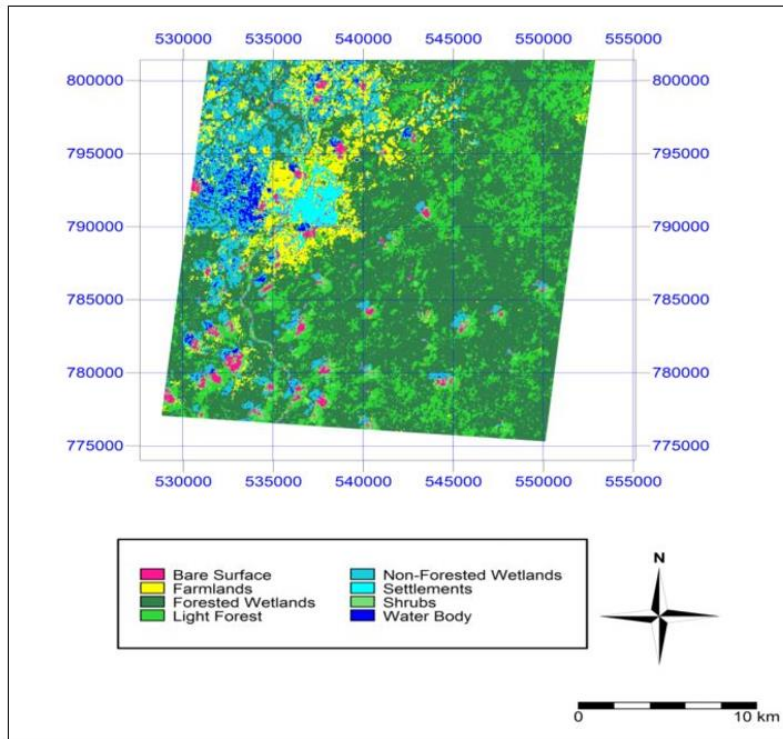 530000 535000 540000 545000 550000 555000
800000 800000
795000 795000
790000 790000
785000 785000
780000 780000
775000 775000
530000 535000 540000 545000 550000 555000
Bare Surface Non-Forested Wetlands
Farmlands Settlements
Forested Wetlands Shrubs
Light Forest Water Body
N
0 10 km